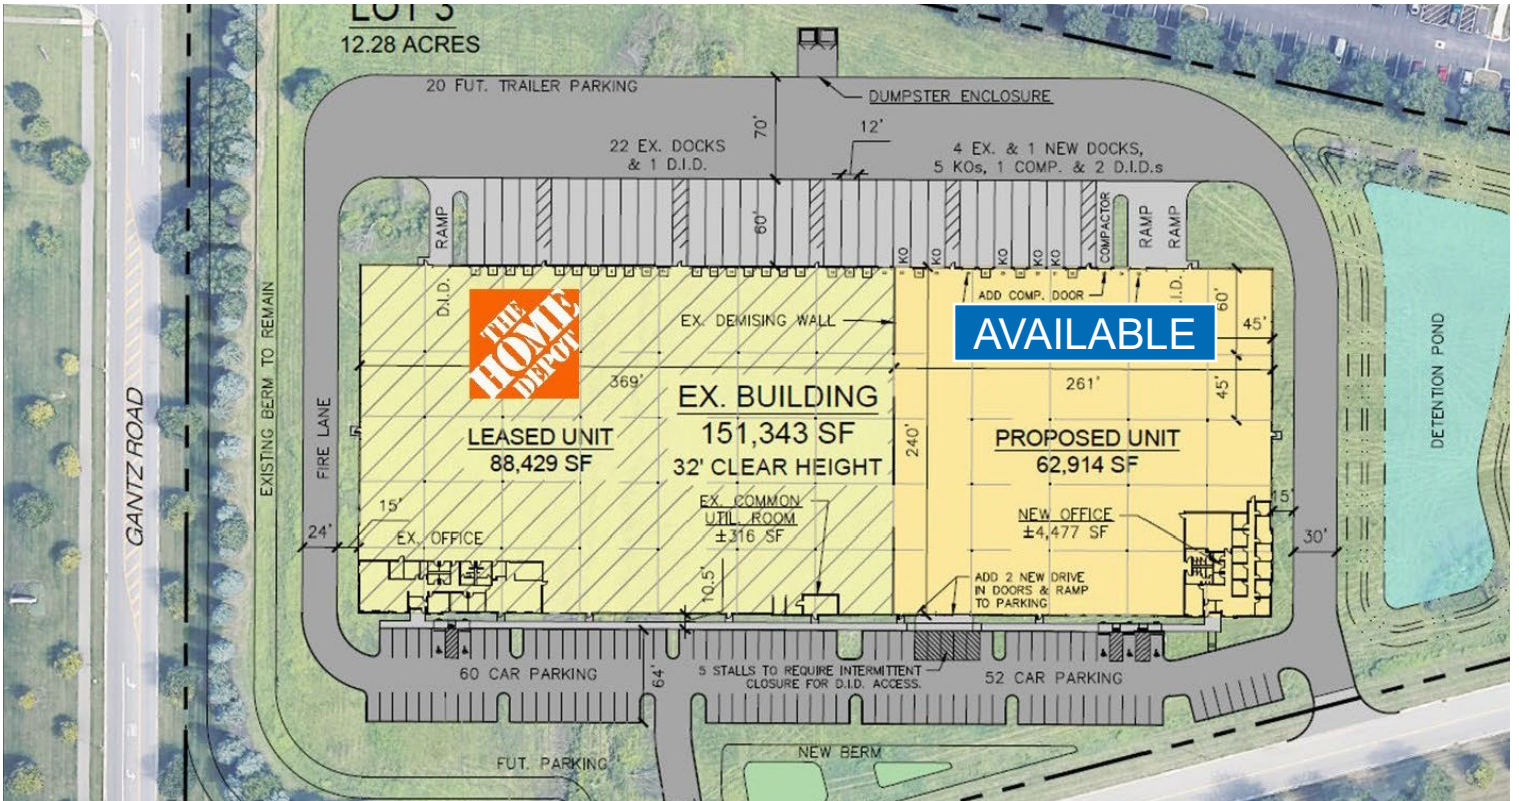 LOT 3
12.28 ACRES
20 FUT. TRAILER PARKING
DUMPSTER ENCLOSURE
70'
12'
22 EX. DOCKS
& 1 D.I.D.
4 EX. & 1 NEW DOCKS,
5 KOs, 1 COMP. & 2 D.I.D.s
RAMP
60'
KO
KO
KO
KO
KO
COMPACTOR
RAMP
RAMP
D.I.D.
THE
HOME
DEPOT
EX. DEMISING WALL
ADD COMP. DOOR
.I.D.
60'
45'
AVAILABLE
369'
261'
45'
EX. BUILDING
151,343 SF
32' CLEAR HEIGHT
LEASED UNIT
88,429 SF
240'
PROPOSED UNIT
62,914 SF
EX. COMMON
UTIL. ROOM
±316 SF
NEW OFFICE
±4,477 SF
15'
15'
24'
30'
EX. OFFICE
10.5'
ADD 2 NEW DRIVE
IN DOORS & RAMP
TO PARKING
GANTZ ROAD
EXISTING BERM TO REMAIN
FIRE LANE
DETENTION POND
60 CAR PARKING
64'
5 STALLS TO REQUIRE INTERMITTENT
CLOSURE FOR D.I.D. ACCESS.
52 CAR PARKING
FUT. PARKING
NEW BERM